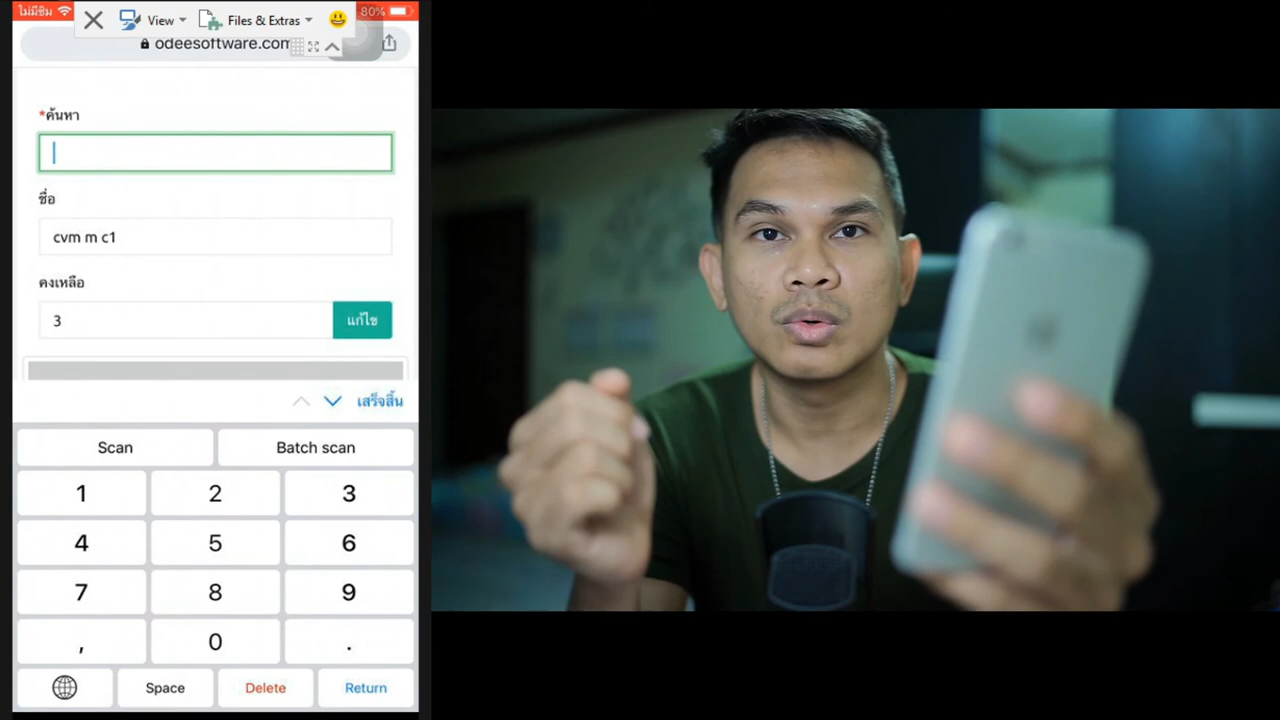 ไม่มีซิม
80%
View
Files & Extras
odeesoftware.com
*ค้นหา
ชื่อ
cvm m c1
คงเหลือ
3
แก้ไข
เสร็จสิ้น
Scan
Batch scan
1 2 3
4 5 6
7 8 9
, 0 .
Space
Delete
Return